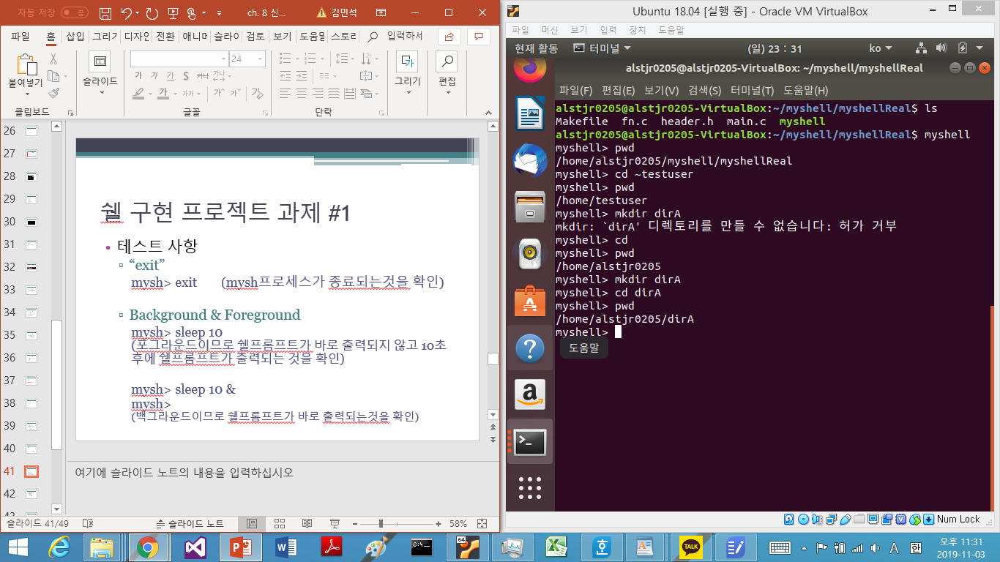 자동 저장
ch. 8 신...
김민석
파일 홈 삽입 그리기 디자인 전환 애니메 슬라이 검토 보기 도움말 스토리 입력하세
붙여넣기
클립보드
슬라이드
24
가 가 가 S
글꼴
단락
그리기
편집
26
27
28
29
30
31
32
33
34
35
36
37
38
39
40
41
42
쉘 구현 프로젝트 과제 #1
테스트 사항
“exit”
mysh> exit (mysh프로세스가 종료되는것을 확인)
Background & Foreground
mysh> sleep 10
(포그라운드이므로 쉘프롬프트가 바로 출력되지 않고 10초
후에 쉘프롬프트가 출력되는 것을 확인)
mysh> sleep 10 &
mysh>
(백그라운드이므로 쉘프롬프트가 바로 출력되는것을 확인)
여기에 슬라이드 노트의 내용을 입력하십시오
슬라이드 41/49
슬라이드 노트
58%
Ubuntu 18.04 [실행 중] - Oracle VM VirtualBox
파일 머신 보기 입력 장치 도움말
현재 활동 터미널 (일) 23 : 31 ko
alstjr0205@alstjr0205-VirtualBox: ~/myshell/myshellReal
파일(F) 편집(E) 보기(V) 검색(S) 터미널(T) 도움말(H)
alstjr0205@alstjr0205-VirtualBox:~/myshell/myshellReal$ ls
Makefile fn.c header.h main.c myshell
alstjr0205@alstjr0205-VirtualBox:~/myshell/myshellReal$ myshell
myshell> pwd
/home/alstjr0205/myshell/myshellReal
myshell> cd ~testuser
myshell> pwd
/home/testuser
myshell> mkdir dirA
mkdir: `dirA' 디렉토리를 만들 수 없습니다: 허가 거부
myshell> cd
myshell> pwd
/home/alstjr0205
myshell> mkdir dirA
myshell> cd dirA
myshell> pwd
/home/alstjr0205/dirA
myshell>
도움말
Num Lock
TALK
A 한
오후 11:31
2019-11-03